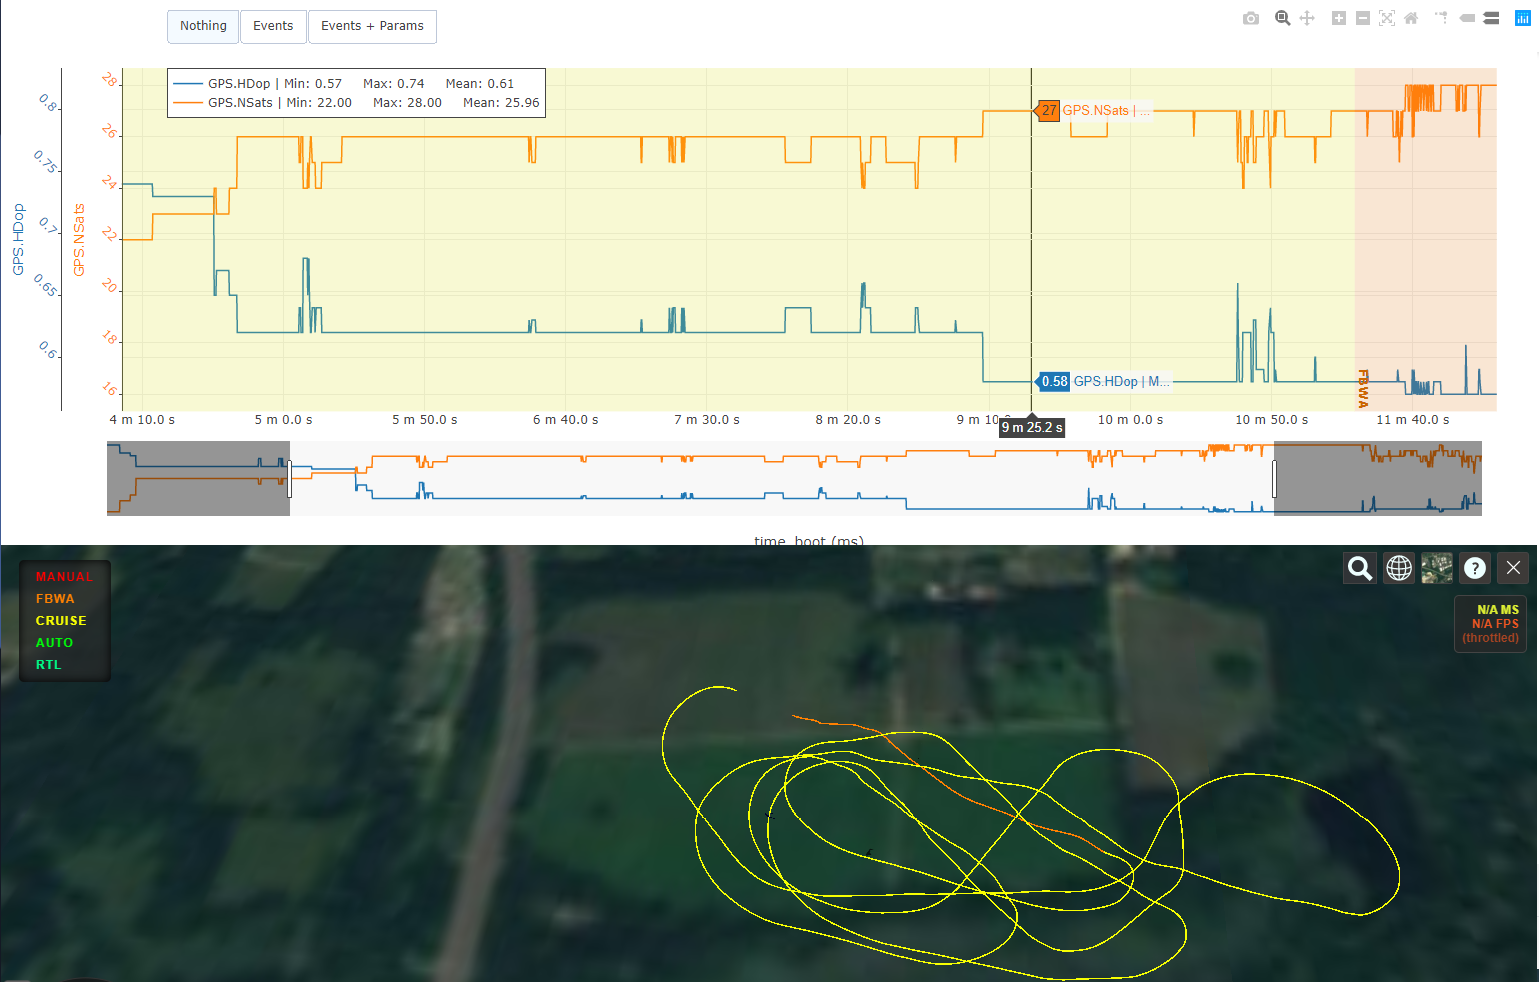 Nothing Events Events + Params
GPS.HDop | Min: 0.57 Max: 0.74 Mean: 0.61
GPS.NSats | Min: 22.00 Max: 28.00 Mean: 25.96
GPS.HDop
0.8
0.75
0.7
0.65
0.6
GPS.NSats
28
26
24
22
20
18
16
27 GPS.NSats | ...
0.58 GPS.HDop | M...
FBWA
4 m 10.0 s 5 m 0.0 s 5 m 50.0 s 6 m 40.0 s 7 m 30.0 s 8 m 20.0 s 9 m 10. 10 m 0.0 s 10 m 50.0 s 11 m 40.0 s
9 m 25.2 s
time_boot (ms)
MANUAL
FBWA
CRUISE
AUTO
RTL
?
N/A MS
N/A FPS
(throttled)